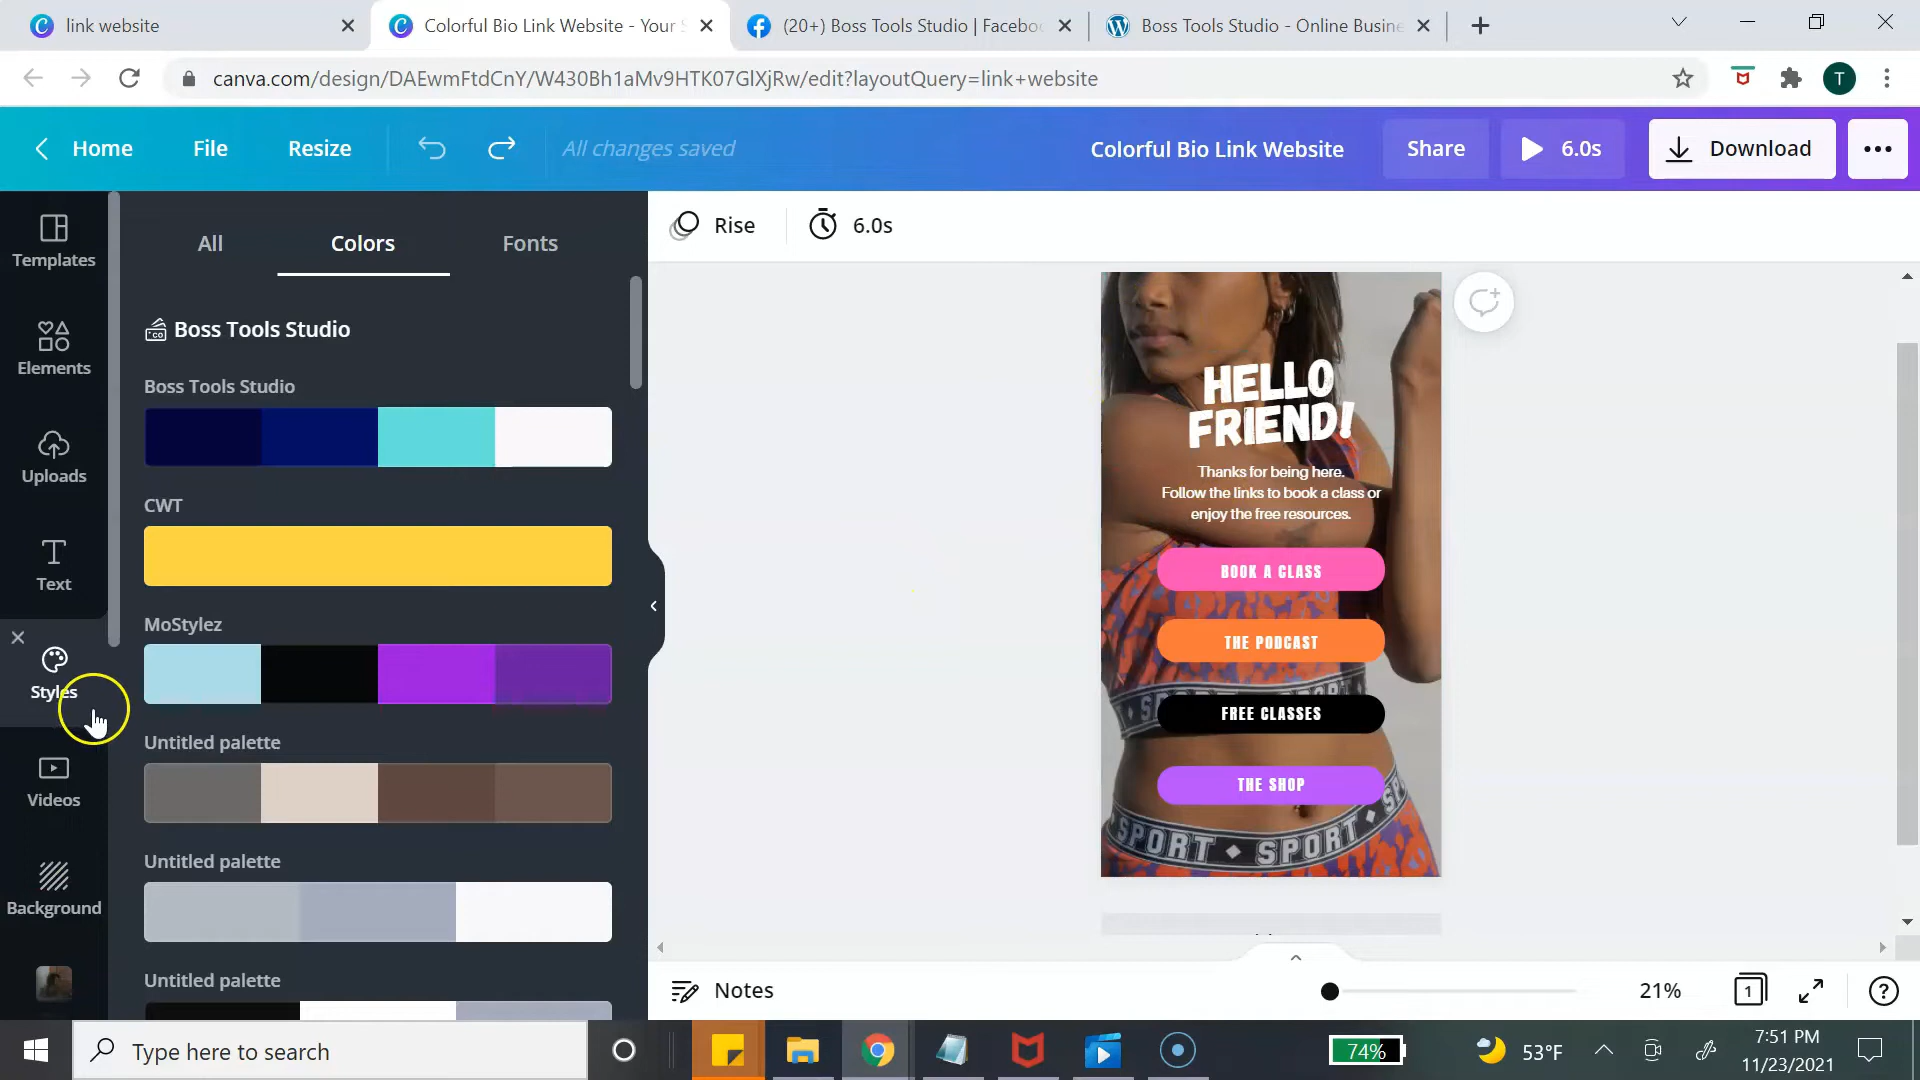 link website
Colorful Bio Link Website - Your S
(20+) Boss Tools Studio | Facebo
Boss Tools Studio - Online Busine
canva.com/design/DAEwmFtdCnY/W430Bh1aMv9HTK07GlXjRw/edit?layoutQuery=link+website
T
Home
File
Resize
All changes saved
Colorful Bio Link Website
Share
6.0s
Download
Templates
Elements
Uploads
Text
Styles
Videos
Background
All
Colors
Fonts
CO
Boss Tools Studio
Boss Tools Studio
CWT
MoStylez
Untitled palette
Untitled palette
Untitled palette
Rise
6.0s
HELLO
FRIEND!
Thanks for being here.
Follow the links to book a class or
enjoy the free resources.
BOOK A CLASS
THE PODCAST
FREE CLASSES
THE SHOP
SPORT
SPORT SPORT
Notes
21%
1
?
Type here to search
74%
53°F
7:51 PM
11/23/2021